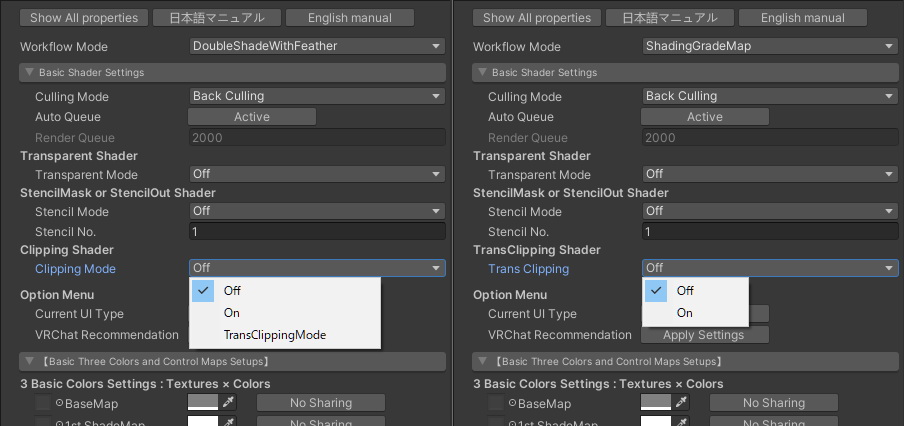 Show All properties 日本語マニュアル English manual
Workflow Mode DoubleShadeWithFeather
Basic Shader Settings
Culling Mode Back Culling
Auto Queue Active
Render Queue 2000
Transparent Shader
Transparent Mode Off
StencilMask or StencilOut Shader
Stencil Mode Off
Stencil No. 1
Clipping Shader
Clipping Mode Off
Off
Option Menu
Current UI Type On
VRChat Recommendation TransClippingMode
【Basic Three Colors and Control Maps Setups】
3 Basic Colors Settings : Textures × Colors
BaseMap No Sharing
1st ShadeMap No Sharing
Show All properties 日本語マニュアル English manual
Workflow Mode ShadingGradeMap
Basic Shader Settings
Culling Mode Back Culling
Auto Queue Active
Render Queue 2000
Transparent Shader
Transparent Mode Off
StencilMask or StencilOut Shader
Stencil Mode Off
Stencil No. 1
TransClipping Shader
Trans Clipping Off
Off
Option Menu
Current UI Type On
VRChat Recommendation Apply Settings
【Basic Three Colors and Control Maps Setups】
3 Basic Colors Settings : Textures × Colors
BaseMap No Sharing
1st ShadeMap No Sharing